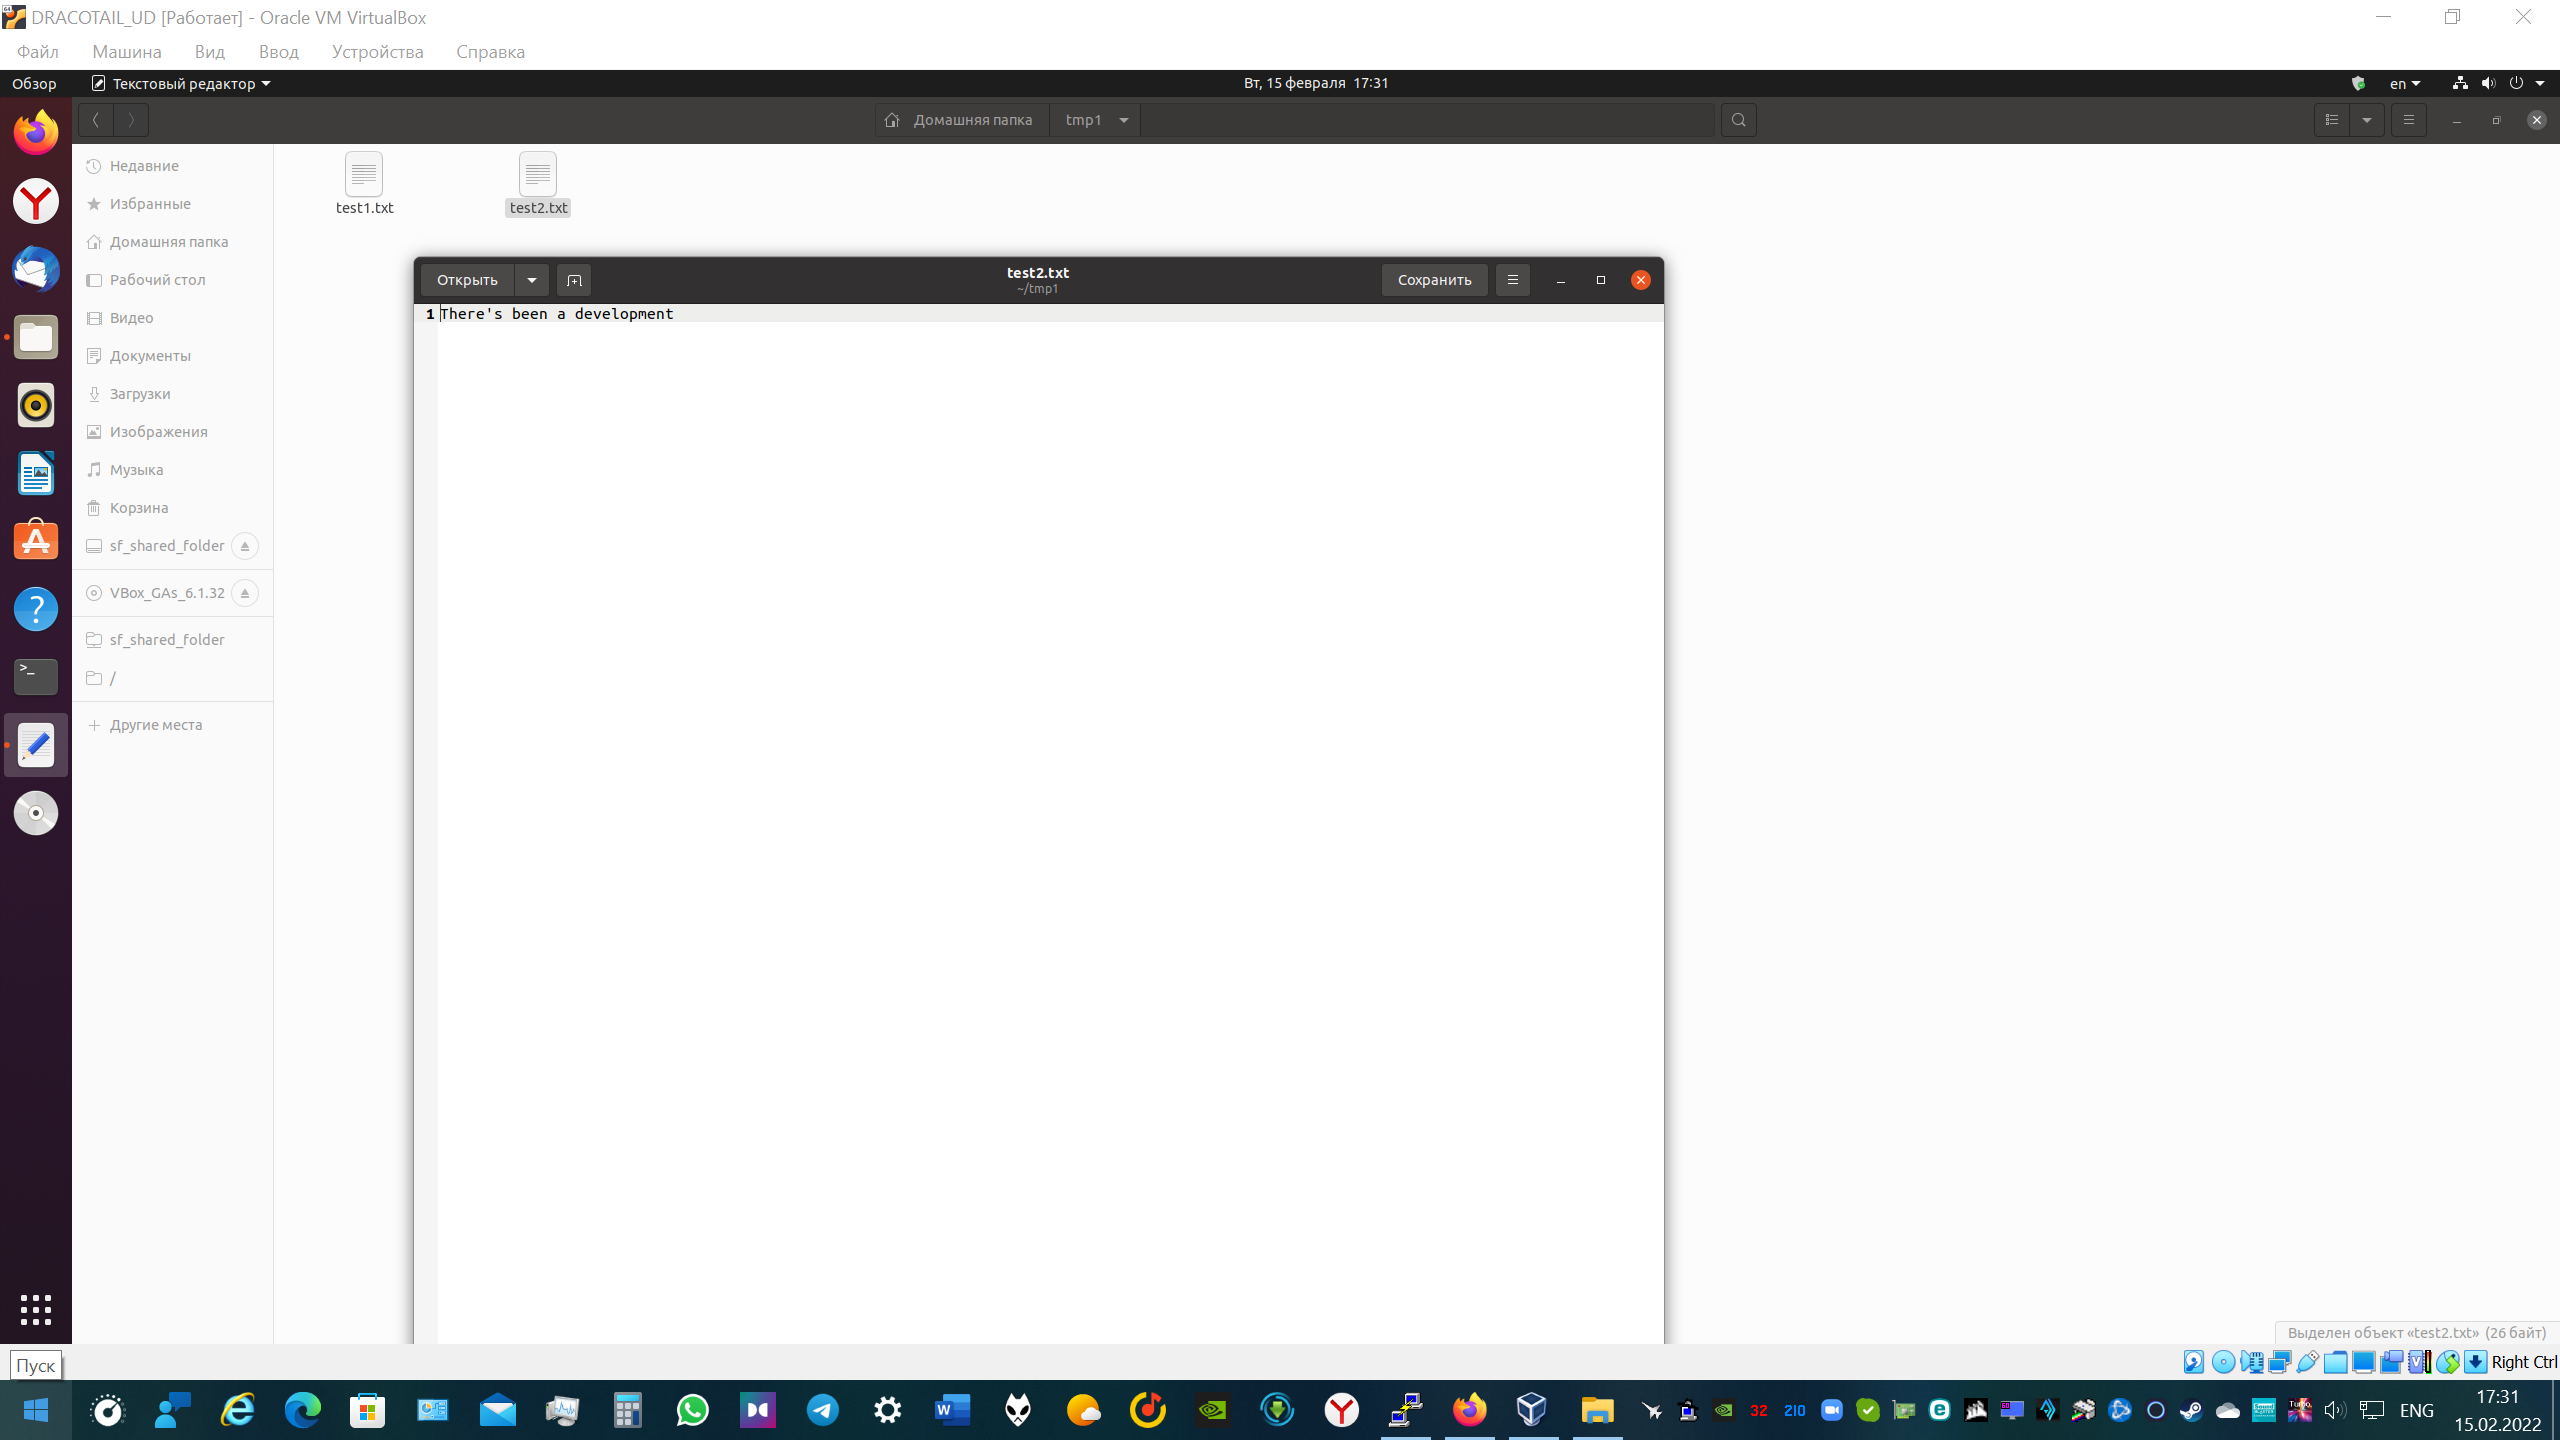 DRACOTAIL_UD [Работает] - Oracle VM VirtualBox
Файл Машина Вид Ввод Устройства Справка
Обзор Текстовый редактор Вт, 15 февраля 17:31 en
Домашняя папка tmp1
Недавние
Избранные
Домашняя папка
Рабочий стол
Видео
Документы
Загрузки
Изображения
Музыка
Корзина
sf_shared_folder
VBox_GAs_6.1.32
sf_shared_folder
/
Другие места
test1.txt test2.txt
Открыть test2.txt Сохранить
~/tmp1
1 There's been a development
Выделен объект «test2.txt» (26 байт)
Right Ctrl
Пуск
32 210 ENG 17:31
15.02.2022